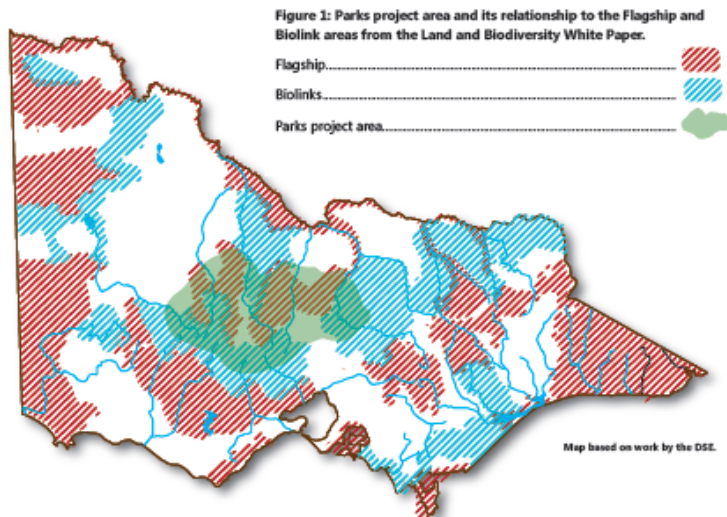 Figure 1: Parks project area and its relationship to the Flagship and
Biolink areas from the Land and Biodiversity White Paper.
Flagship
Biolinks
Parks project area
Map based on work by the DSE.